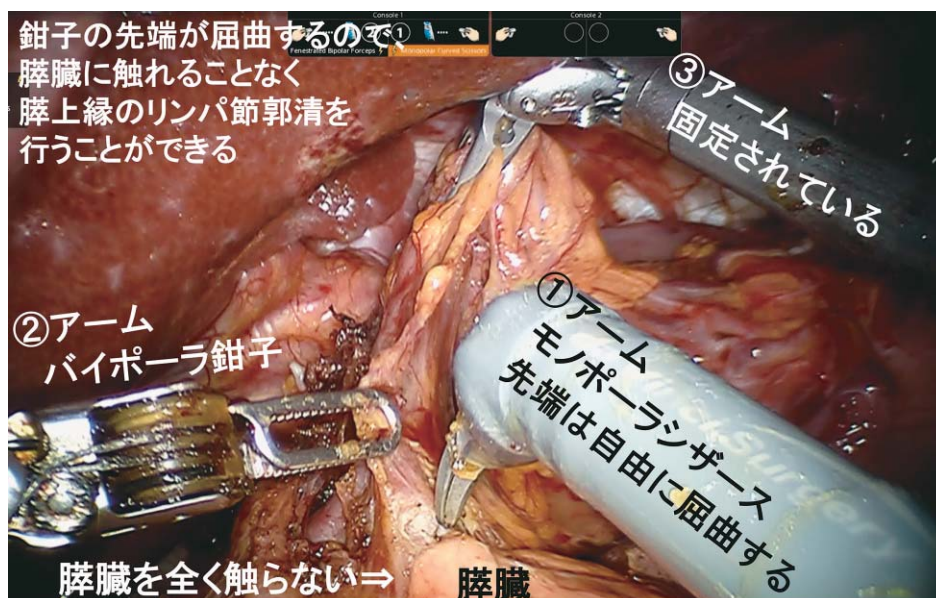 Console 1
Console 2
② ①
Fenestrated Bipolar Forceps
Monopolar Curved Scissors
鉗子の先端が屈曲するので
膵臓に触れることなく
膵上縁のリンパ節郭清を
行うことができる
③アーム
固定されている
②アーム
バイポーラ鉗子
①アーム
モノポーラシザース
先端は自由に屈曲する
Surgery
膵臓を全く触らない⇒
膵臓